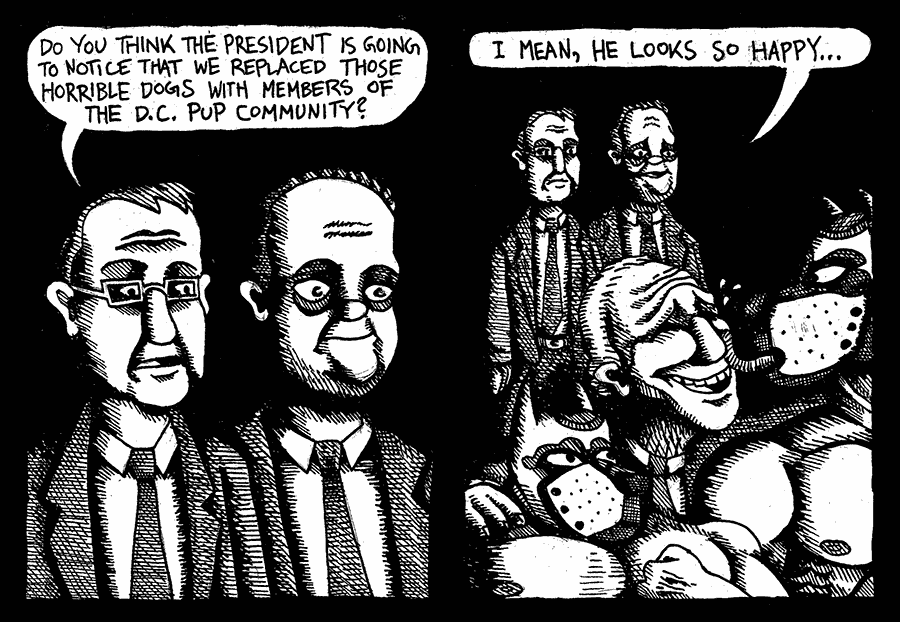 DO YOU THINK THE PRESIDENT IS GOING
TO NOTICE THAT WE REPLACED THOSE
HORRIBLE DOGS WITH MEMBERS OF
THE D.C. PUP COMMUNITY?
I MEAN, HE LOOKS SO HAPPY...